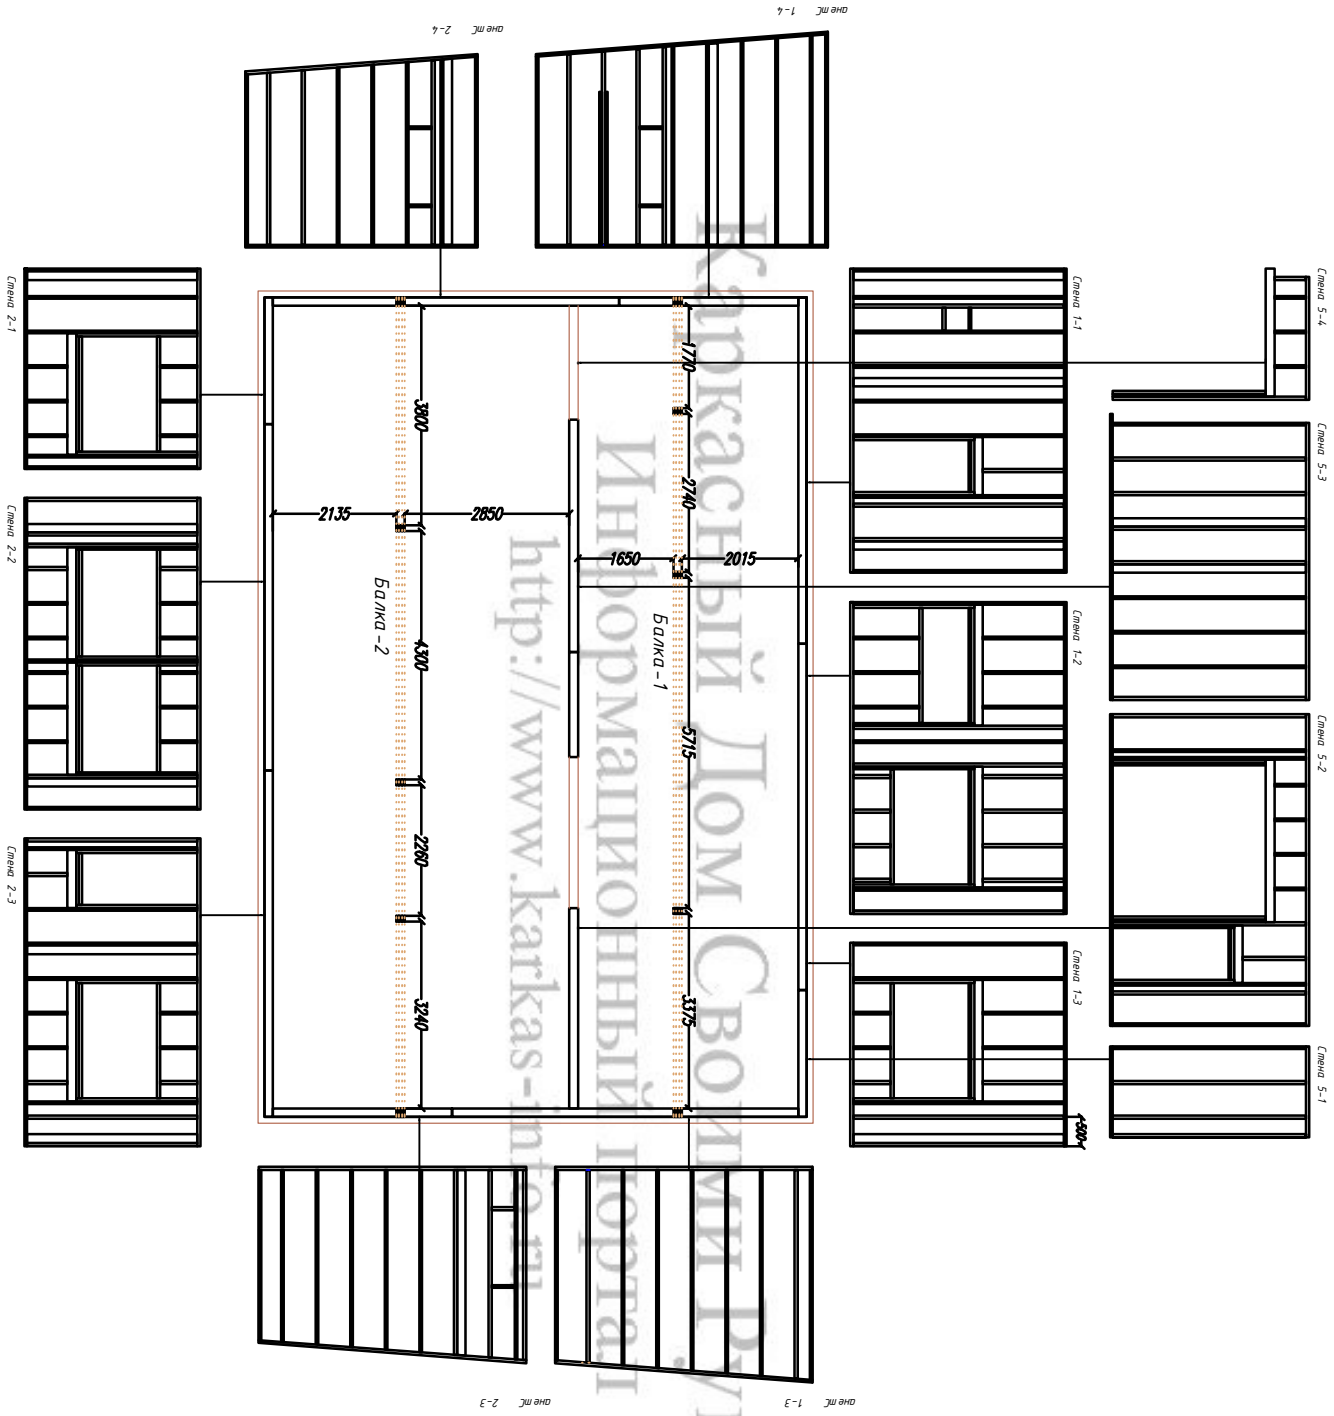 Стена 2-4
Стена 1-4
Стена 5-4
Стена 5-3
Стена 5-2
Стена 5-1
Стена 1-1
Стена 1-2
Стена 1-3
500
1770
45
2740
5715
3375
1650
2015
Балка-1
3800
4300
2260
3240
2135
2850
Балка-2
Стена 2-1
Стена 2-2
Стена 2-3
Стена 2-3
Стена 1-3
Каркасный Дом Своими Ру
Информационный портал
http://www.karkas-info.ru